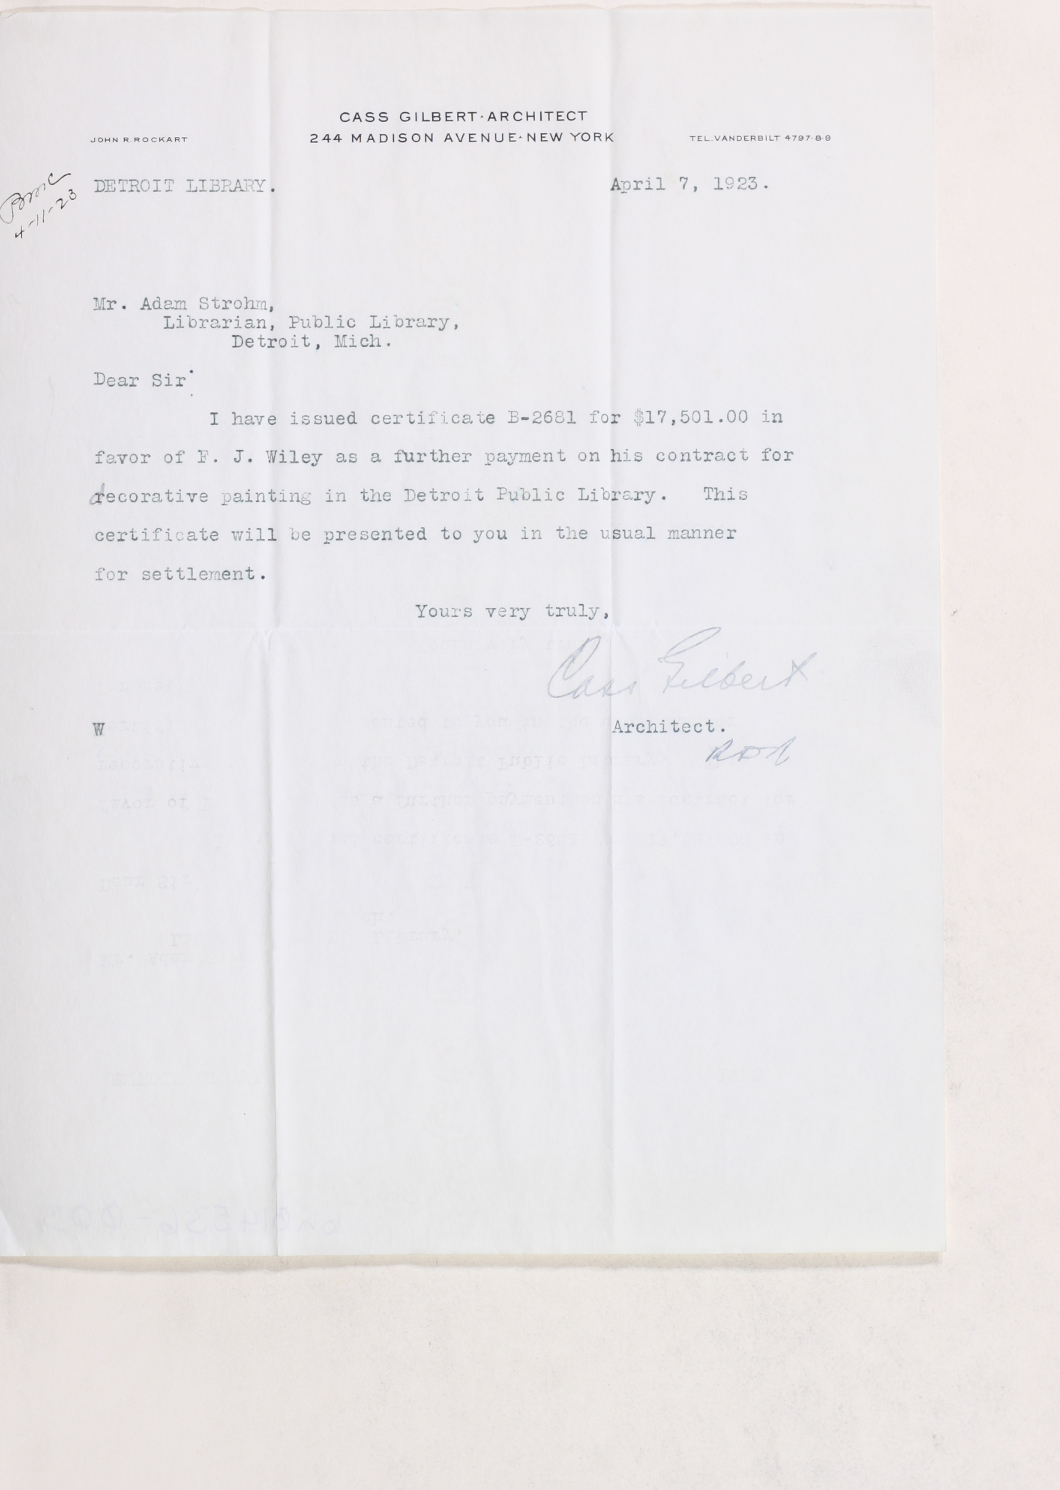 CASS GILBERT·ARCHITECT
JOHN R. ROCKART 244 MADISON AVENUE·NEW YORK TEL. VANDERBILT 4797-8-9
DETROIT LIBRARY. April 7, 1923.
4-11-23
Mr. Adam Strohm,
Librarian, Public Library,
Detroit, Mich.
Dear Sir:
I have issued certificate B-2681 for $17,501.00 in
favor of F. J. Wiley as a further payment on his contract for
decorative painting in the Detroit Public Library. This
certificate will be presented to you in the usual manner
for settlement.
Yours very truly,
Cass Gilbert
W Architect.